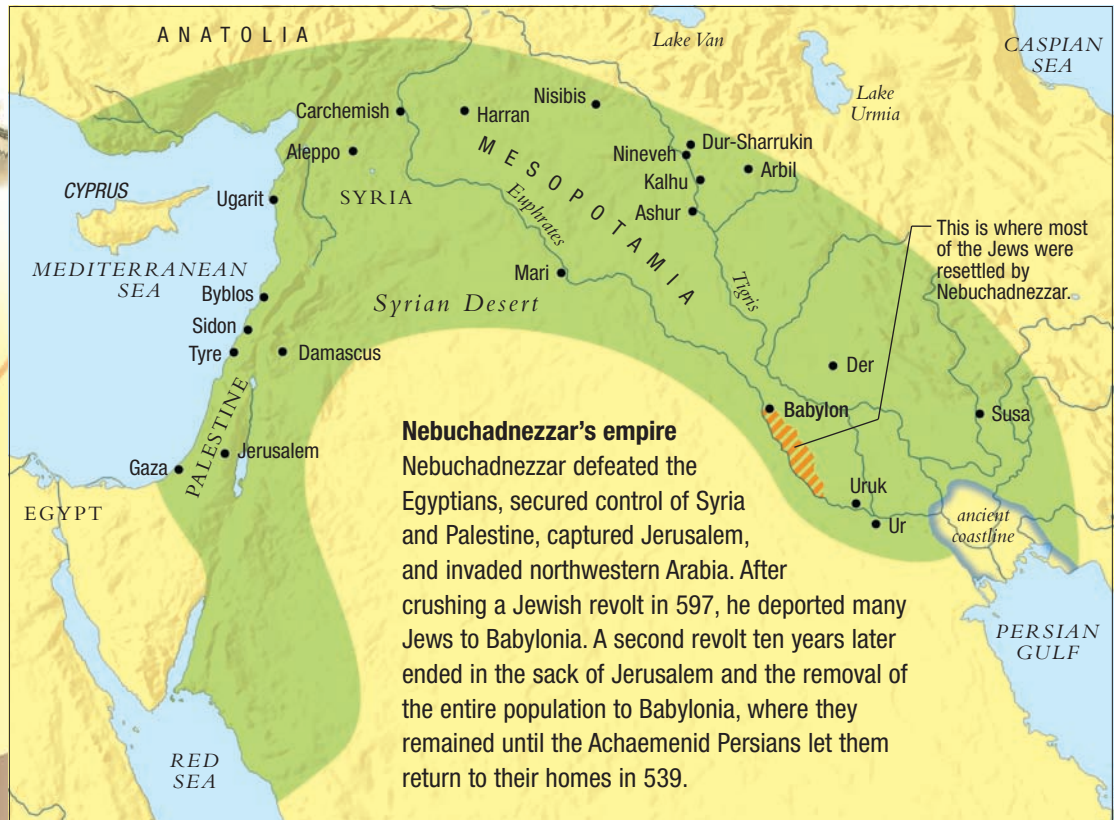 ANATOLIA
Lake Van
CASPIAN
SEA
Lake
Urmia
Carchemish
Harran
Nisibis
Dur-Sharrukin
Nineveh
Arbil
Aleppo
MESOPOTAMIA
Kalhu
CYPRUS
Ugarit
SYRIA
Euphrates
Ashur
This is where most
of the Jews were
resettled by
Nebuchadnezzar.
MEDITERRANEAN
SEA
Mari
Tigris
Byblos
Syrian Desert
Sidon
Tyre
Damascus
Der
PALESTINE
Babylon
Susa
Jerusalem
Gaza
EGYPT
Uruk
Ur
ancient
coastline
Nebuchadnezzar's empire
Nebuchadnezzar defeated the
Egyptians, secured control of Syria
and Palestine, captured Jerusalem,
and invaded northwestern Arabia. After
crushing a Jewish revolt in 597, he deported many
Jews to Babylonia. A second revolt ten years later
ended in the sack of Jerusalem and the removal of
the entire population to Babylonia, where they
remained until the Achaemenid Persians let them
return to their homes in 539.
PERSIAN
GULF
RED
SEA